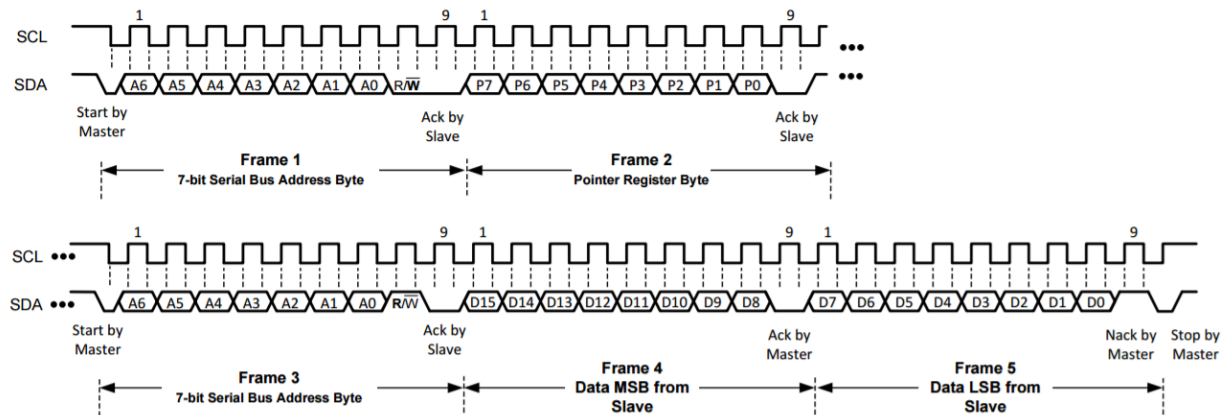 1 9 1 9
SCL •••
SDA A6 A5 A4 A3 A2 A1 A0 R/W̅ P7 P6 P5 P4 P3 P2 P1 P0 •••
Start by Master Ack by Slave Ack by Slave
Frame 1 Frame 2
7-bit Serial Bus Address Byte Pointer Register Byte
1 9 1 9 1 9
SCL •••
SDA ••• A6 A5 A4 A3 A2 A1 A0 R/W̅ D15 D14 D13 D12 D11 D10 D9 D8 D7 D6 D5 D4 D3 D2 D1 D0
Start by Master Ack by Slave Ack by Master Nack by Master Stop by Master
Frame 3 Frame 4 Frame 5
7-bit Serial Bus Address Byte Data MSB from Slave Data LSB from Slave